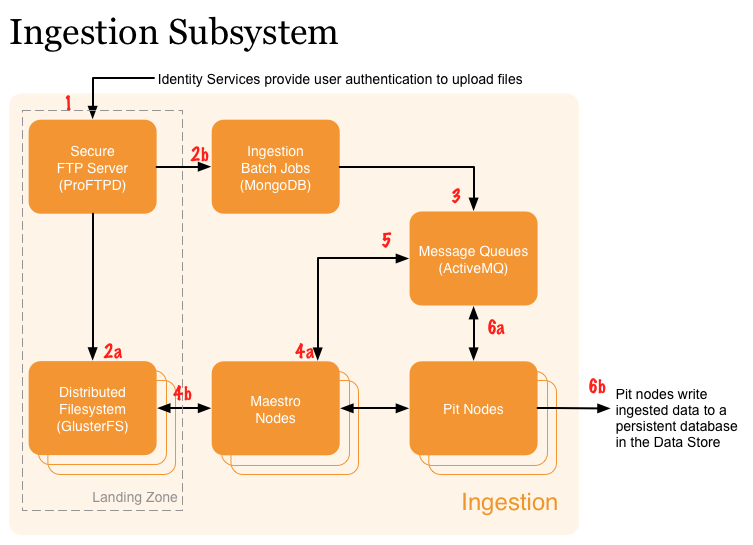 Ingestion Subsystem
Identity Services provide user authentication to upload files
1
Secure
FTP Server
(ProFTPD)
2b
Ingestion
Batch Jobs
(MongoDB)
3
Message Queues
(ActiveMQ)
5
6a
2a
4a
Distributed
Filesystem
(GlusterFS)
4b
Maestro
Nodes
Pit Nodes
6b
Pit nodes write
ingested data to a
persistent database
in the Data Store
Landing Zone
Ingestion